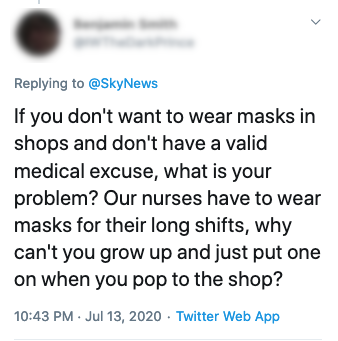 Replying to @SkyNews
If you don't want to wear masks in
shops and don't have a valid
medical excuse, what is your
problem? Our nurses have to wear
masks for their long shifts, why
can't you grow up and just put one
on when you pop to the shop?
10:43 PM · Jul 13, 2020 · Twitter Web App